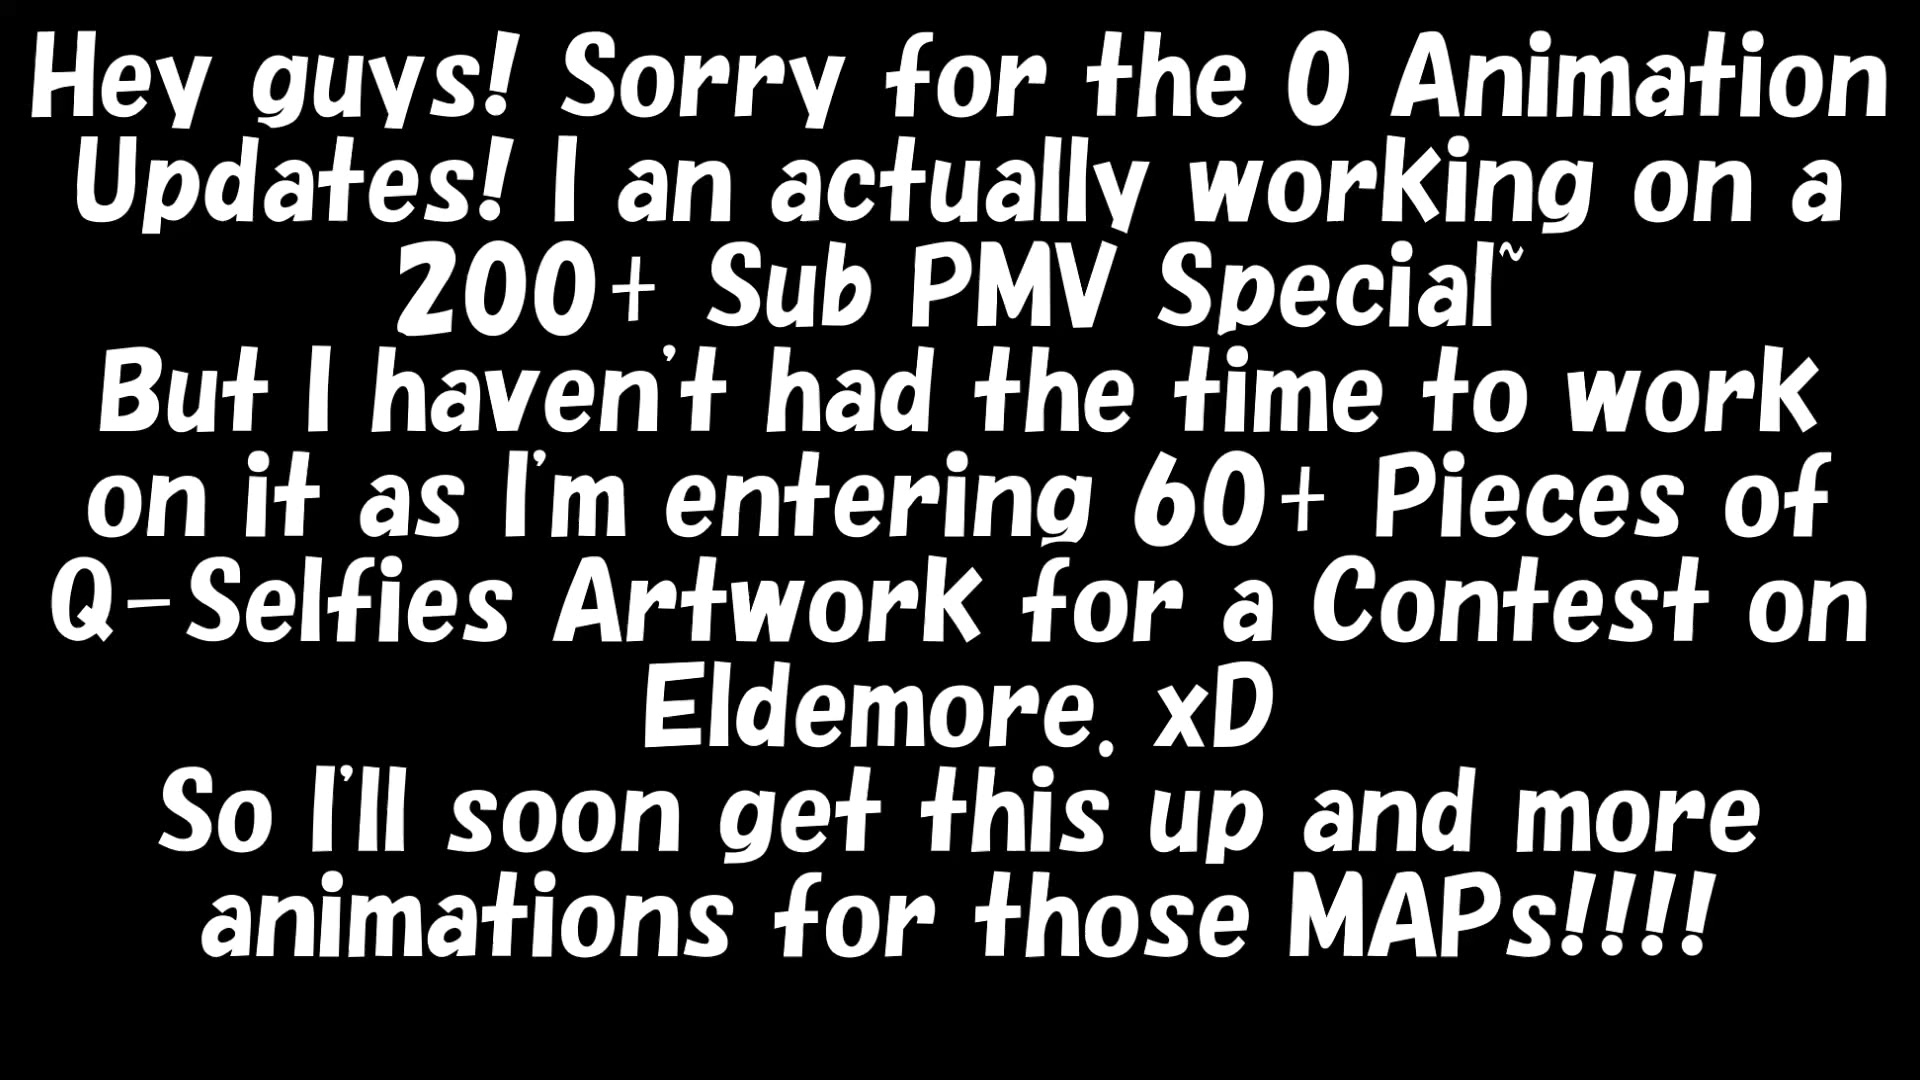 Hey guys! Sorry for the 0 Animation
Updates! I an actually working on a
200+ Sub PMV Special~
But I haven't had the time to work
on it as I'm entering 60+ Pieces of
Q-Selfies Artwork for a Contest on
Eldemore. xD
So I'll soon get this up and more
animations for those MAPs!!!!